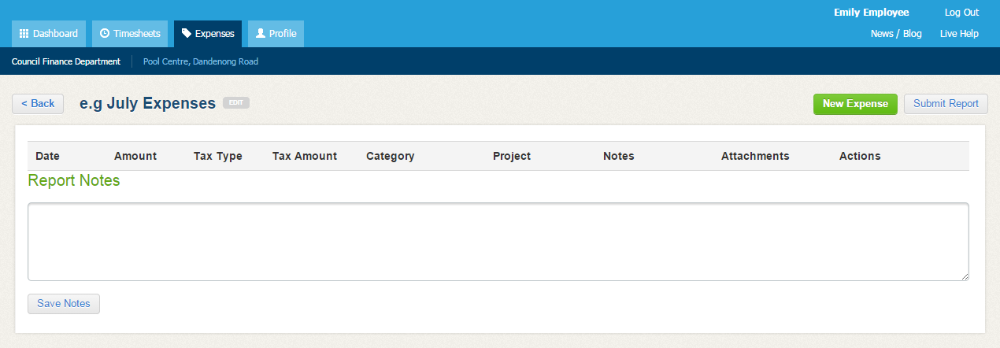 Emily Employee Log Out
Dashboard Timesheets Expenses Profile News / Blog Live Help
Council Finance Department Pool Centre, Dandenong Road
< Back e.g July Expenses EDIT New Expense Submit Report
Date Amount Tax Type Tax Amount Category Project Notes Attachments Actions
Report Notes
Save Notes